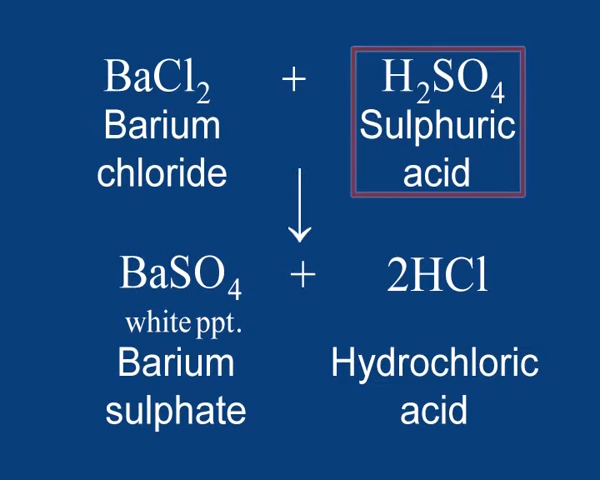 BaCl₂ + H₂SO₄
Barium Sulphuric
chloride acid
BaSO₄ + 2HCl
white ppt.
Barium Hydrochloric
sulphate acid